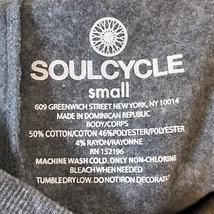 SOULCYCLE
small
609 GREENWICH STREET NEW YORK, NY 10014
MADE IN DOMINICAN REPUBLIC
BODY/CORPS
50% COTTON/COTON 46%POLYESTER/POLYESTER
4% RAYON/RAYONNE
RN 152196
MACHINE WASH COLD. ONLY NON-CHLORINE
BLEACH WHEN NEEDED
TUMBLE DRY LOW. DO NOT IRON DECORAT